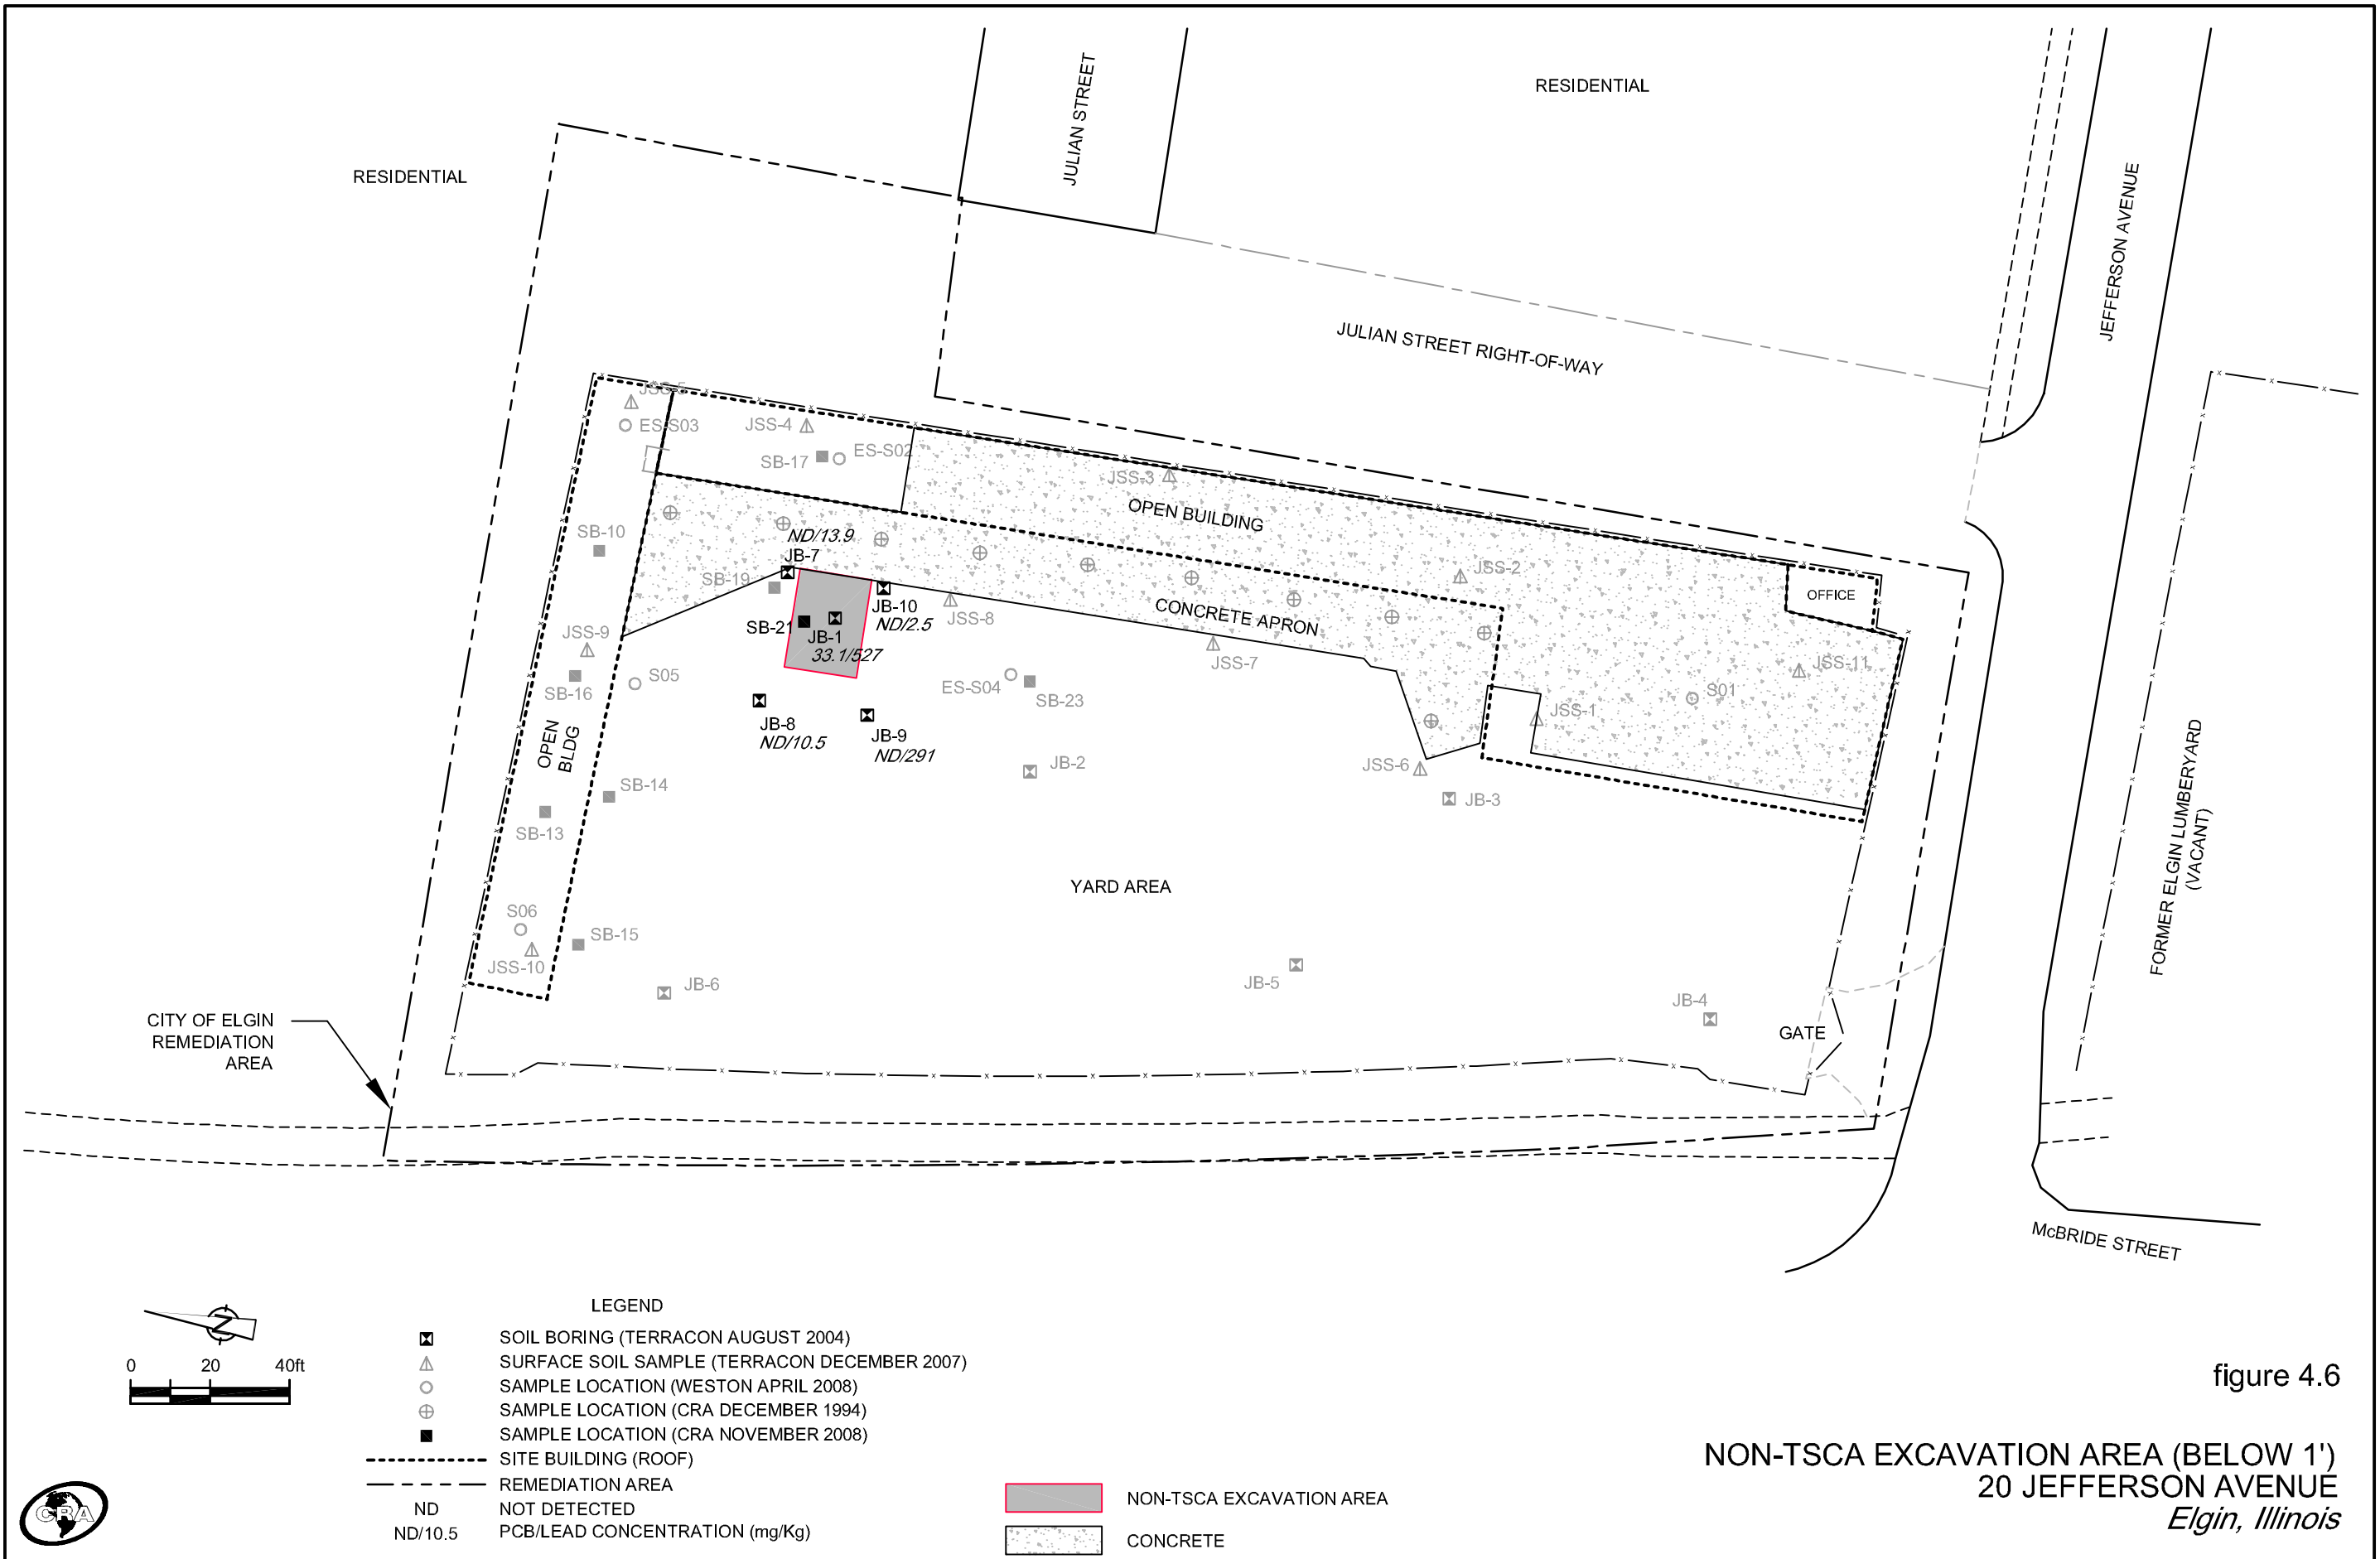 RESIDENTIAL
JULIAN STREET
RESIDENTIAL
JEFFERSON AVENUE
JULIAN STREET RIGHT-OF-WAY
JSS-5
ES-S03
JSS-4
SB-17
ES-S02
JSS-3
OPEN BUILDING
SB-10
ND/13.9
JB-7
SB-19
JSS-2
OFFICE
JB-10
ND/2.5
JSS-8
CONCRETE APRON
SB-21
JB-1
33.1/527
JSS-9
JSS-7
JSS-11
S05
SB-16
ES-S04
SB-23
S01
JSS-1
JB-8
ND/10.5
JB-9
ND/291
OPEN
BLDG
JB-2
JSS-6
JB-3
SB-14
SB-13
FORMER ELGIN LUMBERYARD
(VACANT)
YARD AREA
S06
SB-15
JSS-10
JB-6
JB-5
JB-4
GATE
CITY OF ELGIN
REMEDIATION
AREA
McBRIDE STREET
N
0 20 40ft
LEGEND
SOIL BORING (TERRACON AUGUST 2004)
SURFACE SOIL SAMPLE (TERRACON DECEMBER 2007)
SAMPLE LOCATION (WESTON APRIL 2008)
SAMPLE LOCATION (CRA DECEMBER 1994)
SAMPLE LOCATION (CRA NOVEMBER 2008)
SITE BUILDING (ROOF)
REMEDIATION AREA
ND NOT DETECTED
ND/10.5 PCB/LEAD CONCENTRATION (mg/Kg)
NON-TSCA EXCAVATION AREA
CONCRETE
CRA
figure 4.6
NON-TSCA EXCAVATION AREA (BELOW 1')
20 JEFFERSON AVENUE
Elgin, Illinois